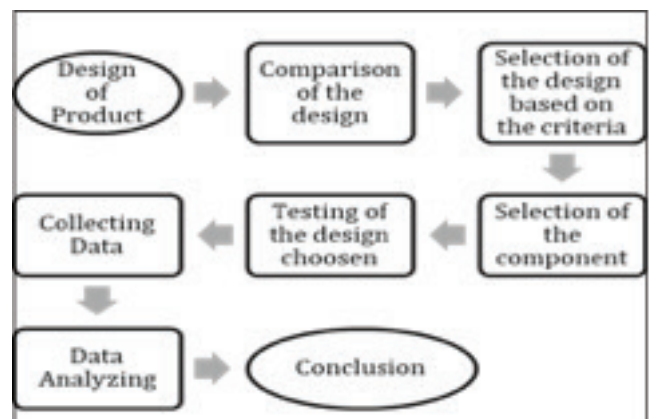 Design
of
Product
Comparison
of the
design
Selection of
the design
based on
the criteria
Selection of
the
component
Testing of
the design
choosen
Collecting
Data
Data
Analyzing
Conclusion